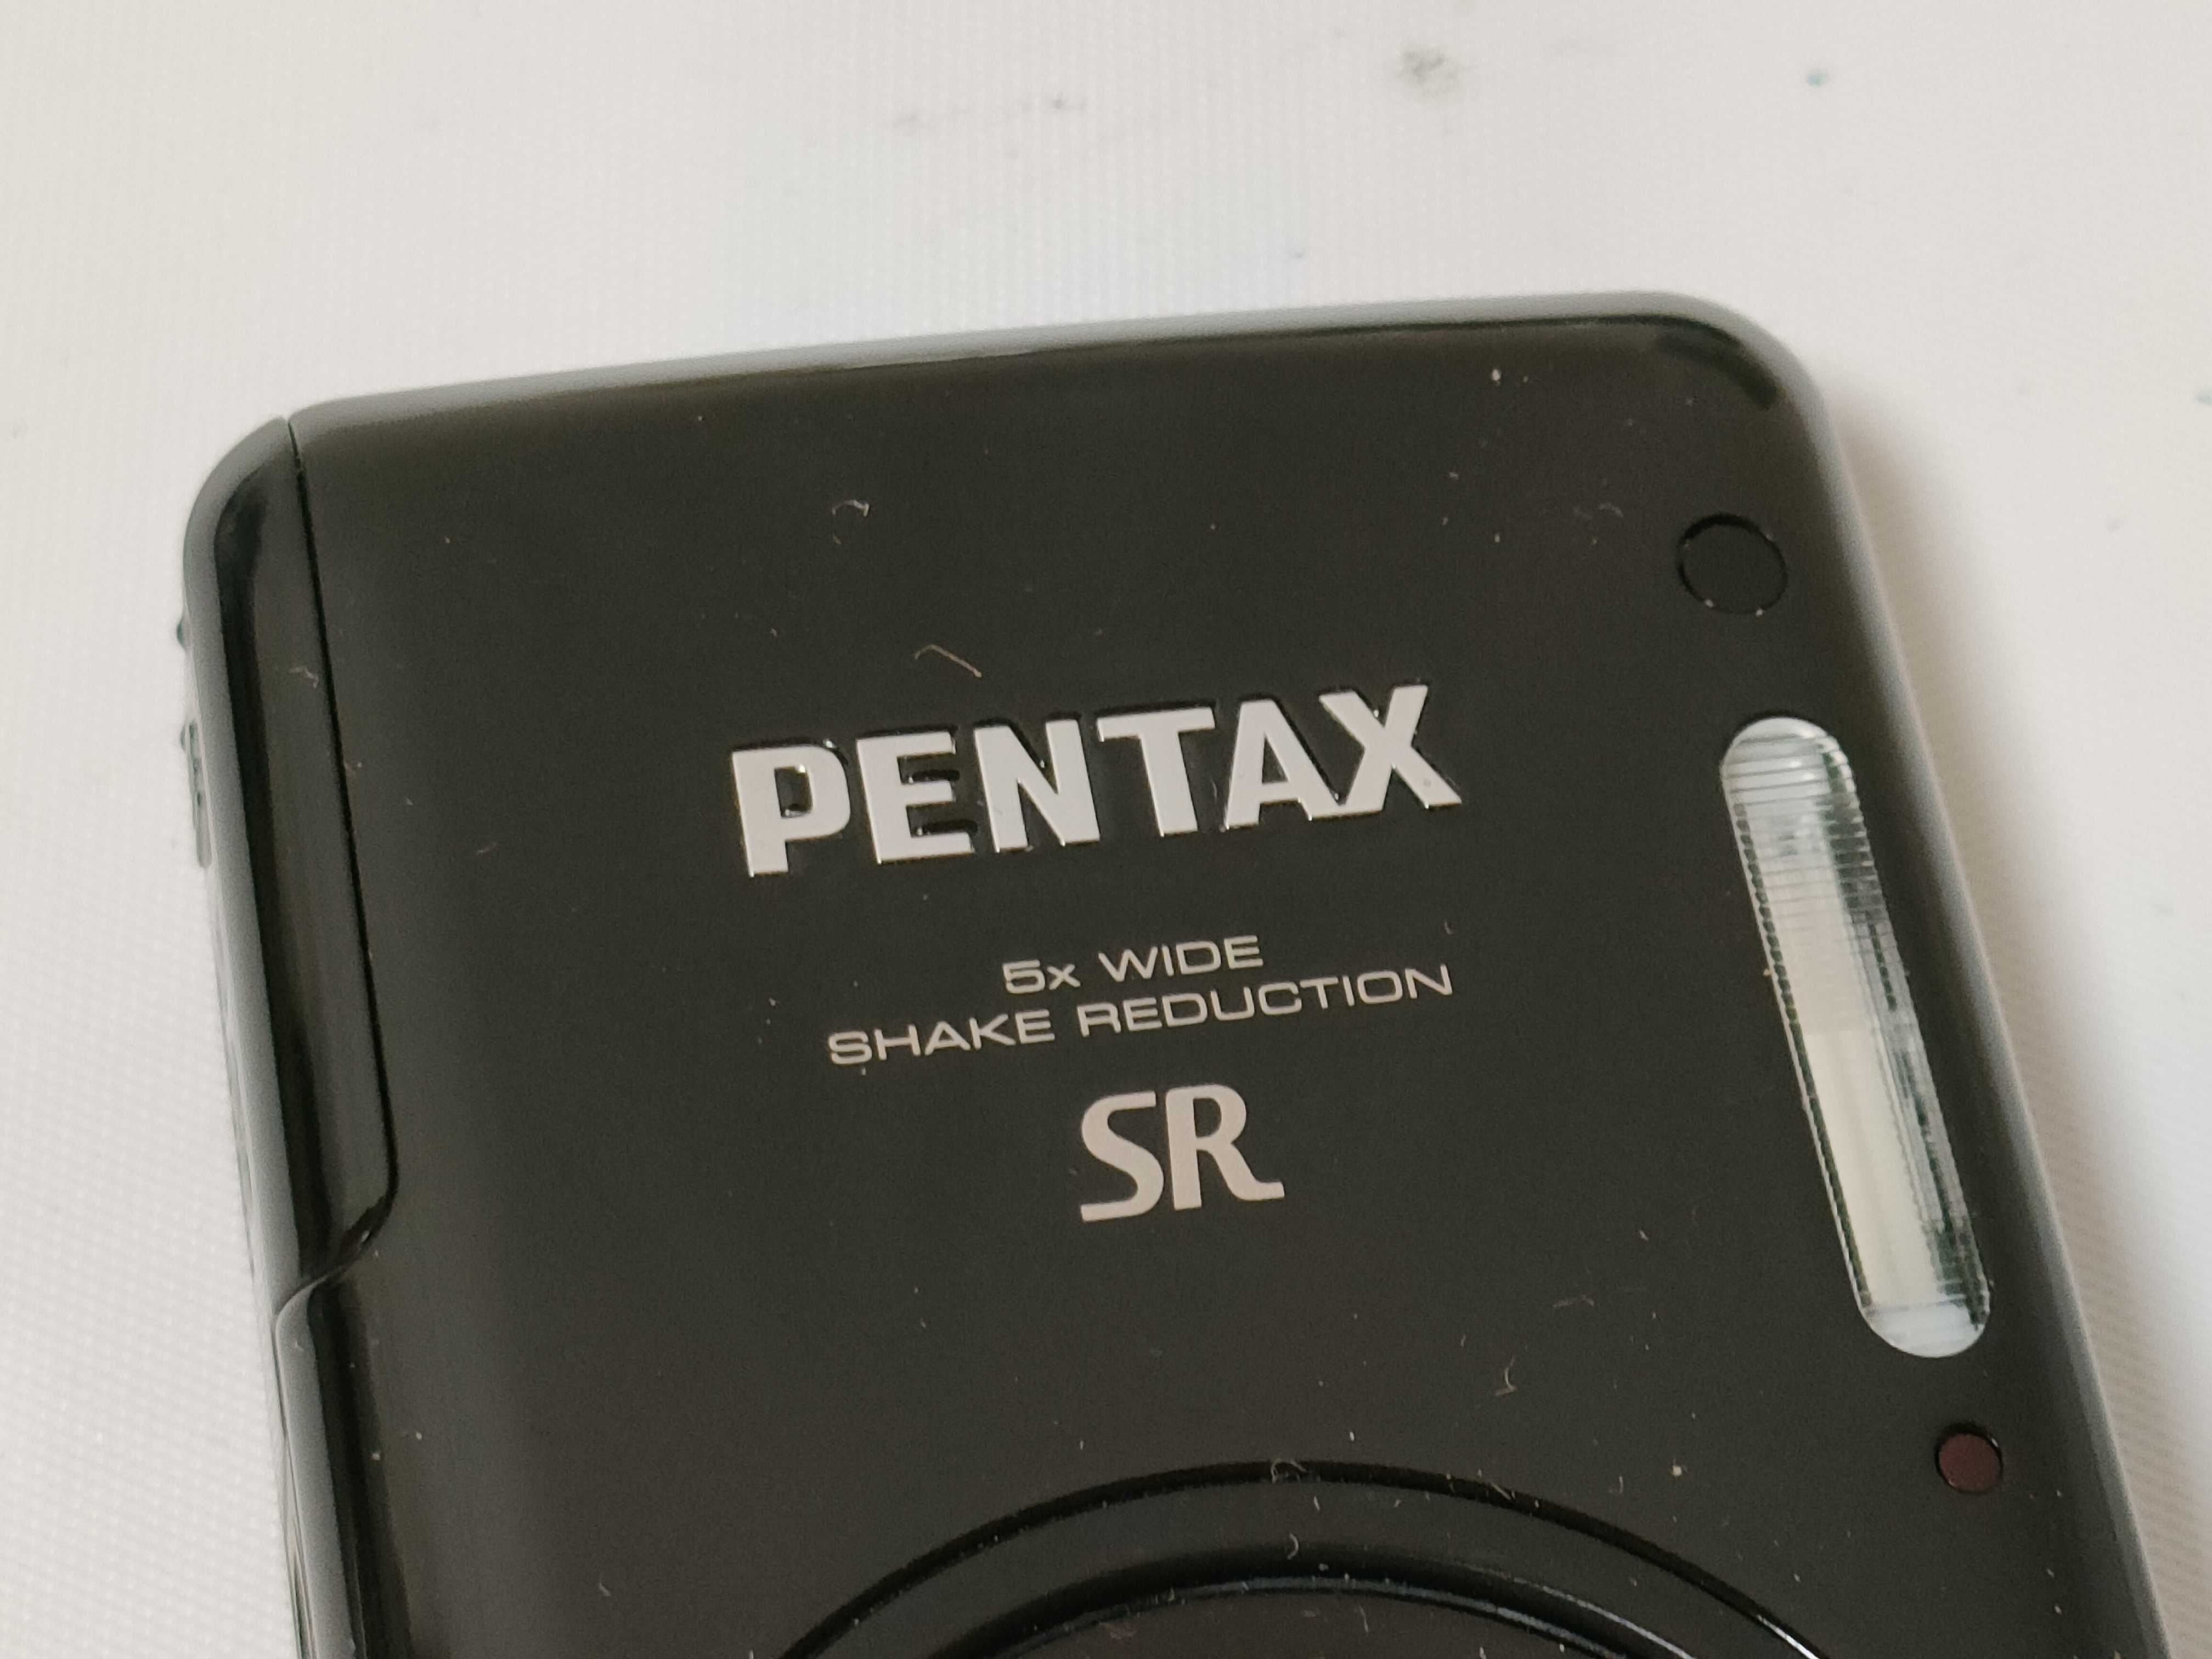 PENTAX
5x WIDE
SHAKE REDUCTION
SR